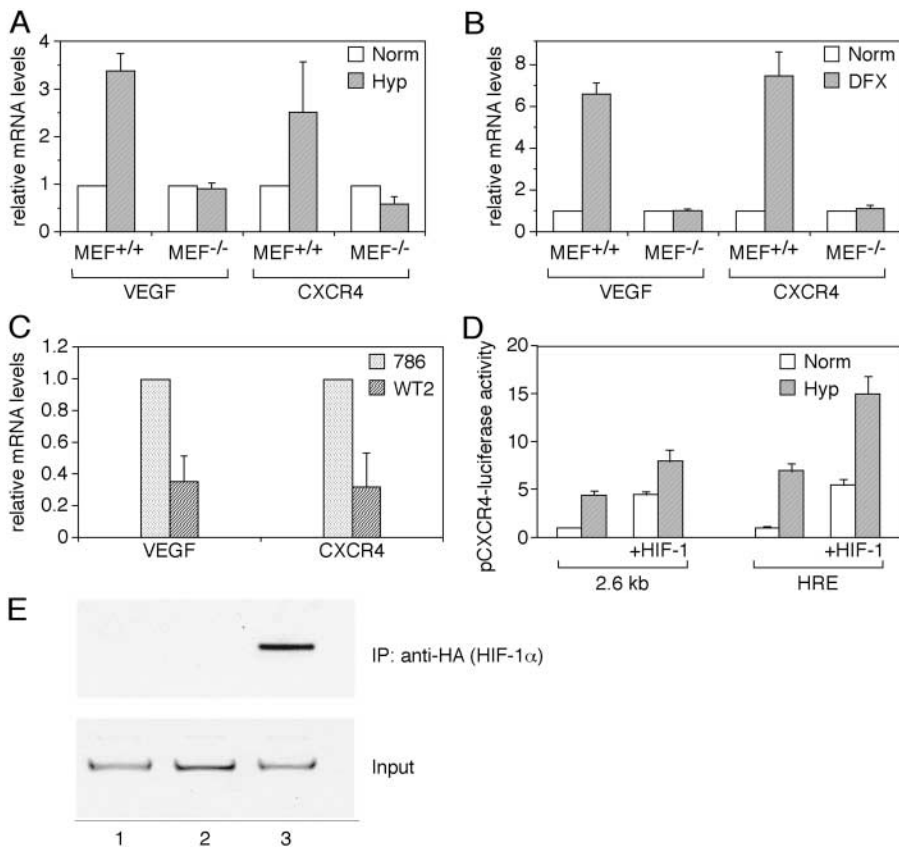 A
relative mRNA levels
4
3
2
1
0
Norm
Hyp
MEF+/+ MEF-/- MEF+/+ MEF-/-
VEGF CXCR4
B
relative mRNA levels
8
6
4
2
0
Norm
DFX
MEF+/+ MEF-/- MEF+/+ MEF-/-
VEGF CXCR4
C
relative mRNA levels
1.2
1.0
0.8
0.6
0.4
0.2
0
786
WT2
VEGF CXCR4
D
pCXCR4-luciferase activity
20
15
10
5
0
Norm
Hyp
+HIF-1 +HIF-1
2.6 kb HRE
E
IP: anti-HA (HIF-1α)
Input
1 2 3